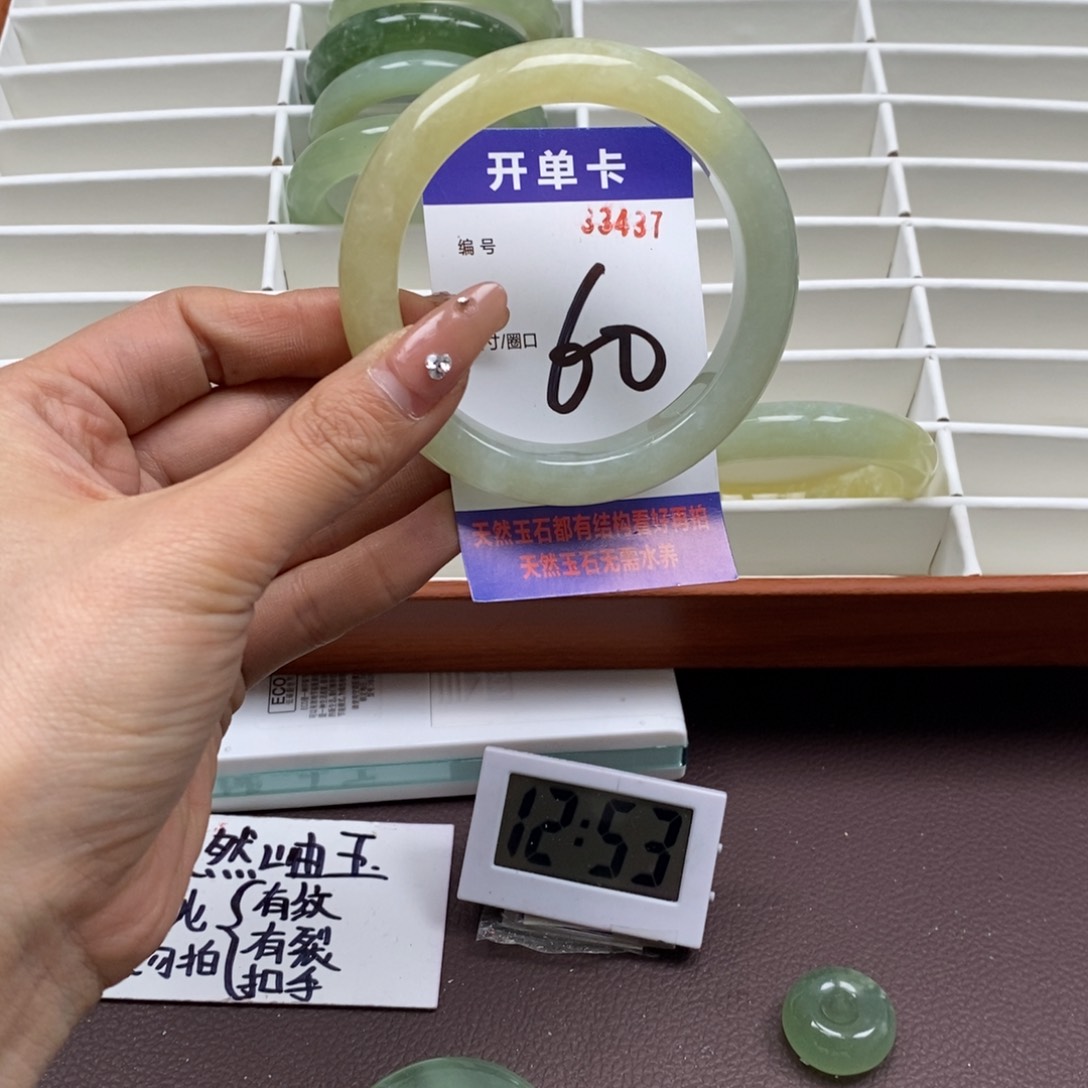 开单卡
33437
编号
60
寸/圈口
天然玉石都有结构看好再拍
天然玉石无需水养
ECO
12:53
然岫玉
有纹
有裂
勿拍
扣手